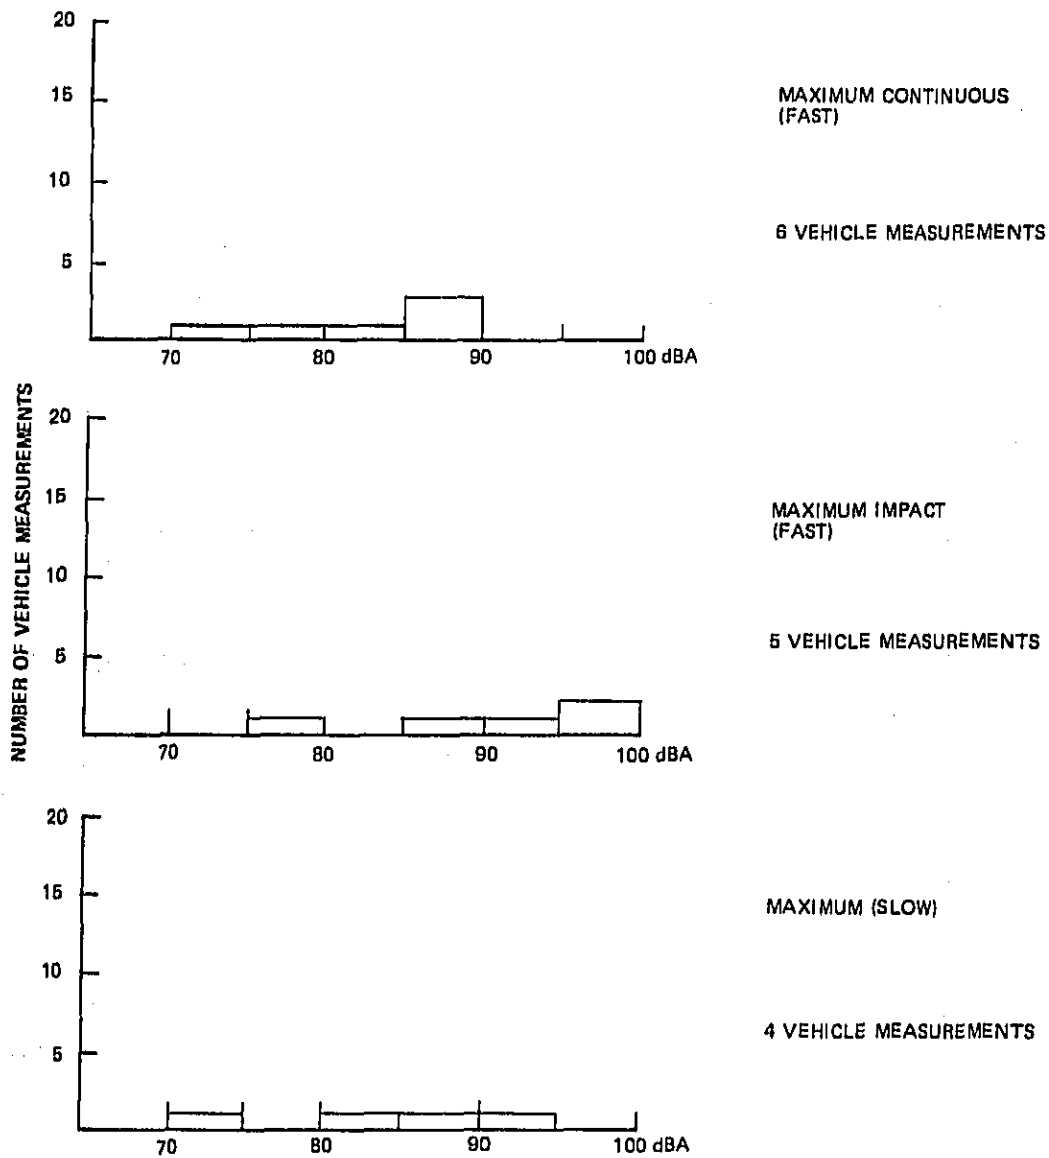 20
15
10
5
70
80
90
100 dBA
MAXIMUM CONTINUOUS
(FAST)
6 VEHICLE MEASUREMENTS
NUMBER OF VEHICLE MEASUREMENTS
20
15
10
5
70
80
90
100 dBA
MAXIMUM IMPACT
(FAST)
5 VEHICLE MEASUREMENTS
20
15
10
5
70
80
90
100 dBA
MAXIMUM (SLOW)
4 VEHICLE MEASUREMENTS